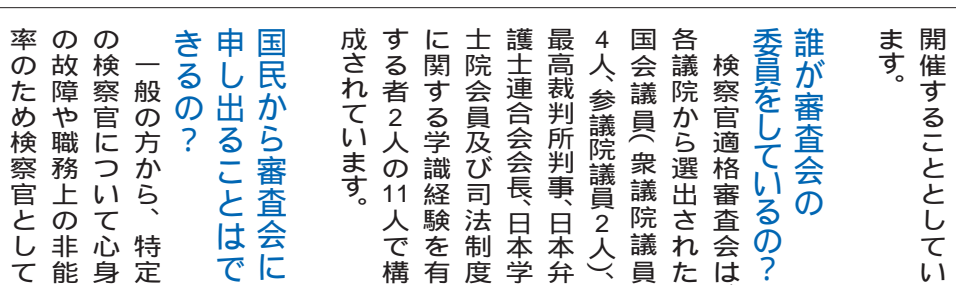 開催することとしてい
ます。
誰が審査会の
委員をしているの？
検察官適格審査会は、
各議院から選出された
国会議員（衆議院議員
4人、参議院議員2人）、
最高裁判所判事、日本弁
護士連合会会長、日本学
士院会員及び司法制度
に関する学識経験を有
する者2人の11人で構
成されています。
国民から審査会に
申し出ることはで
きるの？
一般の方から、特定
の検察官について心身
の故障や職務上の非能
率のため検察官として